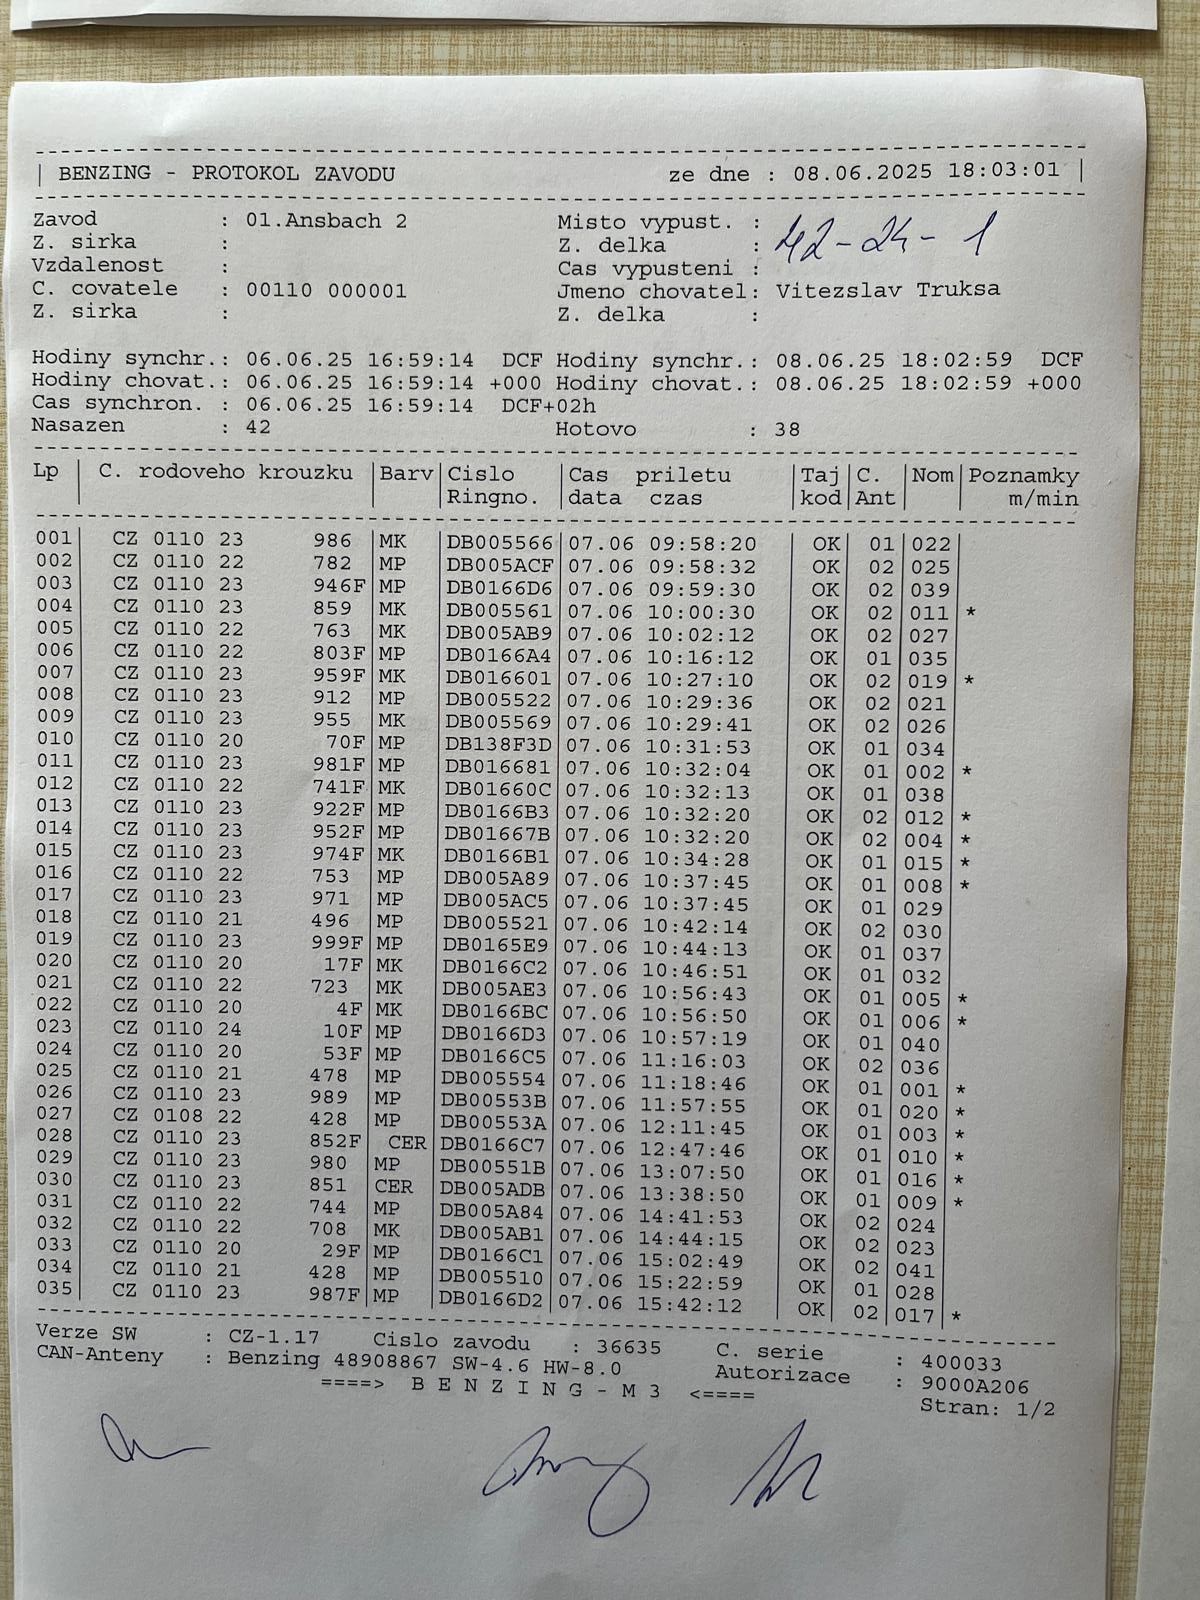 | BENZING - PROTOKOL ZAVODU ze dne : 08.06.2025 18:03:01 |
Zavod : 01.Ansbach 2 Misto vypust. :
Z. sirka : Z. delka : 42-24-1
Vzdalenost : Cas vypusteni :
C. covatele : 00110 000001 Jmeno chovatel: Vitezslav Truksa
Z. sirka : Z. delka :
Hodiny synchr.: 06.06.25 16:59:14 DCF Hodiny synchr.: 08.06.25 18:02:59 DCF
Hodiny chovat.: 06.06.25 16:59:14 +000 Hodiny chovat.: 08.06.25 18:02:59 +000
Cas synchron. : 06.06.25 16:59:14 DCF+02h
Nasazen : 42 Hotovo : 38
Lp | C. rodoveho krouzku | Barv | Cislo | Cas priletu | Taj | C. | Nom | Poznamky
Ringno. | data czas | kod | Ant | m/min
001 | CZ 0110 23 986 | MK | DB005566 | 07.06 09:58:20 | OK | 01 | 022 |
002 | CZ 0110 22 782 | MP | DB005ACF | 07.06 09:58:32 | OK | 02 | 025 |
003 | CZ 0110 23 946F | MP | DB0166D6 | 07.06 09:59:30 | OK | 02 | 039 |
004 | CZ 0110 23 859 | MK | DB005561 | 07.06 10:00:30 | OK | 02 | 011 | *
005 | CZ 0110 22 763 | MK | DB005AB9 | 07.06 10:02:12 | OK | 02 | 027 |
006 | CZ 0110 22 803F | MP | DB0166A4 | 07.06 10:16:12 | OK | 01 | 035 |
007 | CZ 0110 23 959F | MK | DB016601 | 07.06 10:27:10 | OK | 02 | 019 | *
008 | CZ 0110 23 912 | MP | DB005522 | 07.06 10:29:36 | OK | 02 | 021 |
009 | CZ 0110 23 955 | MK | DB005569 | 07.06 10:29:41 | OK | 02 | 026 |
010 | CZ 0110 20 70F | MP | DB138F3D | 07.06 10:31:53 | OK | 01 | 034 |
011 | CZ 0110 23 981F | MP | DB016681 | 07.06 10:32:04 | OK | 01 | 002 | *
012 | CZ 0110 22 741F | MK | DB01660C | 07.06 10:32:13 | OK | 01 | 038 |
013 | CZ 0110 23 922F | MP | DB0166B3 | 07.06 10:32:20 | OK | 02 | 012 | *
014 | CZ 0110 23 952F | MP | DB01667B | 07.06 10:32:20 | OK | 02 | 004 | *
015 | CZ 0110 23 974F | MK | DB0166B1 | 07.06 10:34:28 | OK | 01 | 015 | *
016 | CZ 0110 22 753 | MP | DB005A89 | 07.06 10:37:45 | OK | 01 | 008 | *
017 | CZ 0110 23 971 | MP | DB005AC5 | 07.06 10:37:45 | OK | 01 | 029 |
018 | CZ 0110 21 496 | MP | DB005521 | 07.06 10:42:14 | OK | 02 | 030 |
019 | CZ 0110 23 999F | MP | DB0165E9 | 07.06 10:44:13 | OK | 01 | 037 |
020 | CZ 0110 20 17F | MK | DB0166C2 | 07.06 10:46:51 | OK | 01 | 032 |
021 | CZ 0110 22 723 | MK | DB005AE3 | 07.06 10:56:43 | OK | 01 | 005 | *
022 | CZ 0110 20 4F | MK | DB0166BC | 07.06 10:56:50 | OK | 01 | 006 | *
023 | CZ 0110 24 10F | MP | DB0166D3 | 07.06 10:57:19 | OK | 01 | 040 |
024 | CZ 0110 20 53F | MP | DB0166C5 | 07.06 11:16:03 | OK | 02 | 036 |
025 | CZ 0110 21 478 | MP | DB005554 | 07.06 11:18:46 | OK | 01 | 001 | *
026 | CZ 0110 23 989 | MP | DB00553B | 07.06 11:57:55 | OK | 01 | 020 | *
027 | CZ 0108 22 428 | MP | DB00553A | 07.06 12:11:45 | OK | 01 | 003 | *
028 | CZ 0110 23 852F | CER | DB0166C7 | 07.06 12:47:46 | OK | 01 | 010 | *
029 | CZ 0110 23 980 | MP | DB00551B | 07.06 13:07:50 | OK | 01 | 016 | *
030 | CZ 0110 23 851 | CER | DB005ADB | 07.06 13:38:50 | OK | 01 | 009 | *
031 | CZ 0110 22 744 | MP | DB005A84 | 07.06 14:41:53 | OK | 02 | 024 |
032 | CZ 0110 22 708 | MK | DB005AB1 | 07.06 14:44:15 | OK | 02 | 023 |
033 | CZ 0110 20 29F | MP | DB0166C1 | 07.06 15:02:49 | OK | 02 | 041 |
034 | CZ 0110 21 428 | MP | DB005510 | 07.06 15:22:59 | OK | 01 | 028 |
035 | CZ 0110 23 987F | MP | DB0166D2 | 07.06 15:42:12 | OK | 02 | 017 | *
Verze SW : CZ-1.17 Cislo zavodu : 36635 C. serie : 400033
CAN-Anteny : Benzing 48908867 SW-4.6 HW-8.0 Autorizace : 9000A206
====> B E N Z I N G - M 3 <==== Stran: 1/2